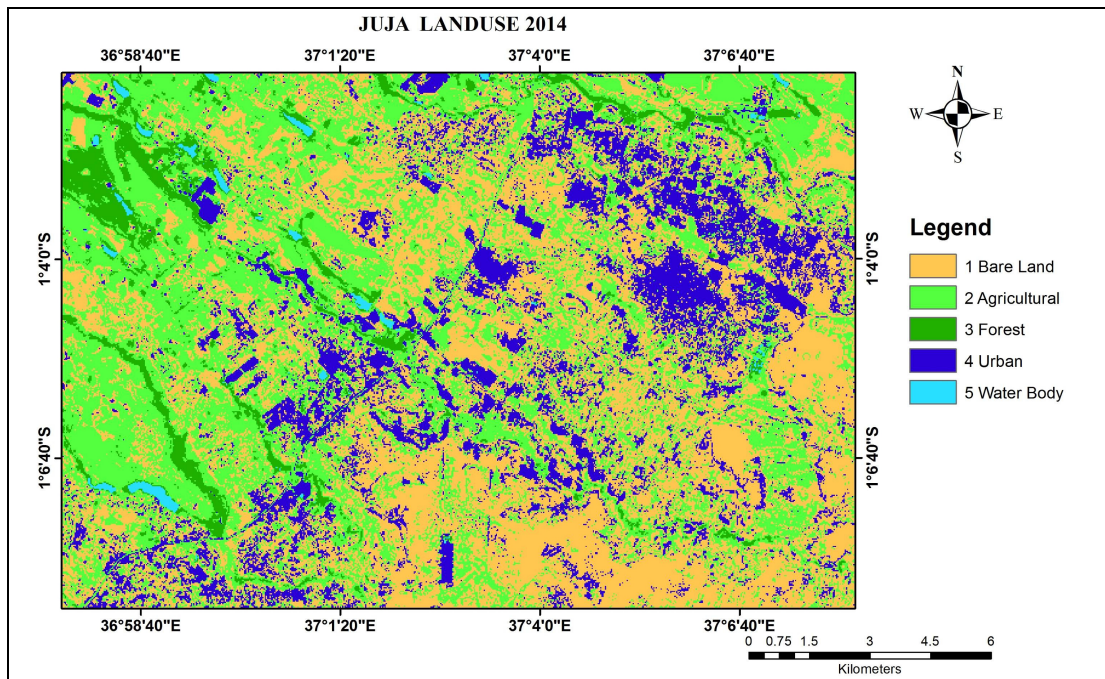 JUJA LANDUSE 2014
36°58'40"E 37°1'20"E 37°4'0"E 37°6'40"E
N
W E
S
1°4'0"S 1°4'0"S
Legend
1 Bare Land
2 Agricultural
3 Forest
4 Urban
5 Water Body
1°6'40"S 1°6'40"S
36°58'40"E 37°1'20"E 37°4'0"E 37°6'40"E
0 0.75 1.5 3 4.5 6
Kilometers